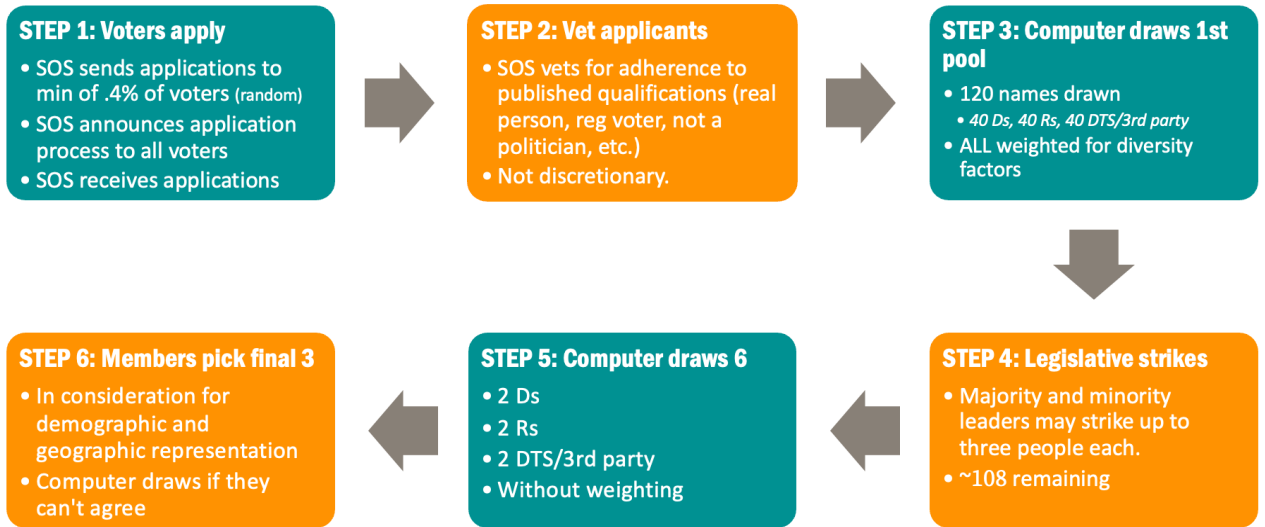 STEP 1: Voters apply
• SOS sends applications to
min of .4% of voters (random)
• SOS announces application
process to all voters
• SOS receives applications
STEP 2: Vet applicants
• SOS vets for adherence to
published qualifications (real
person, reg voter, not a
politician, etc.)
• Not discretionary.
STEP 3: Computer draws 1st
pool
• 120 names drawn
• 40 Ds, 40 Rs, 40 DTS/3rd party
• ALL weighted for diversity
factors
STEP 4: Legislative strikes
• Majority and minority
leaders may strike up to
three people each.
• ~108 remaining
STEP 5: Computer draws 6
• 2 Ds
• 2 Rs
• 2 DTS/3rd party
• Without weighting
STEP 6: Members pick final 3
• In consideration for
demographic and
geographic representation
• Computer draws if they
can't agree